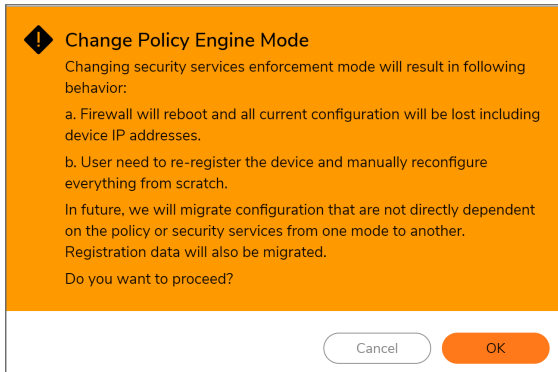 Change Policy Engine Mode
Changing security services enforcement mode will result in following
behavior:
a. Firewall will reboot and all current configuration will be lost including
device IP addresses.
b. User need to re-register the device and manually reconfigure
everything from scratch.
In future, we will migrate configuration that are not directly dependent
on the policy or security services from one mode to another.
Registration data will also be migrated.
Do you want to proceed?
Cancel
OK